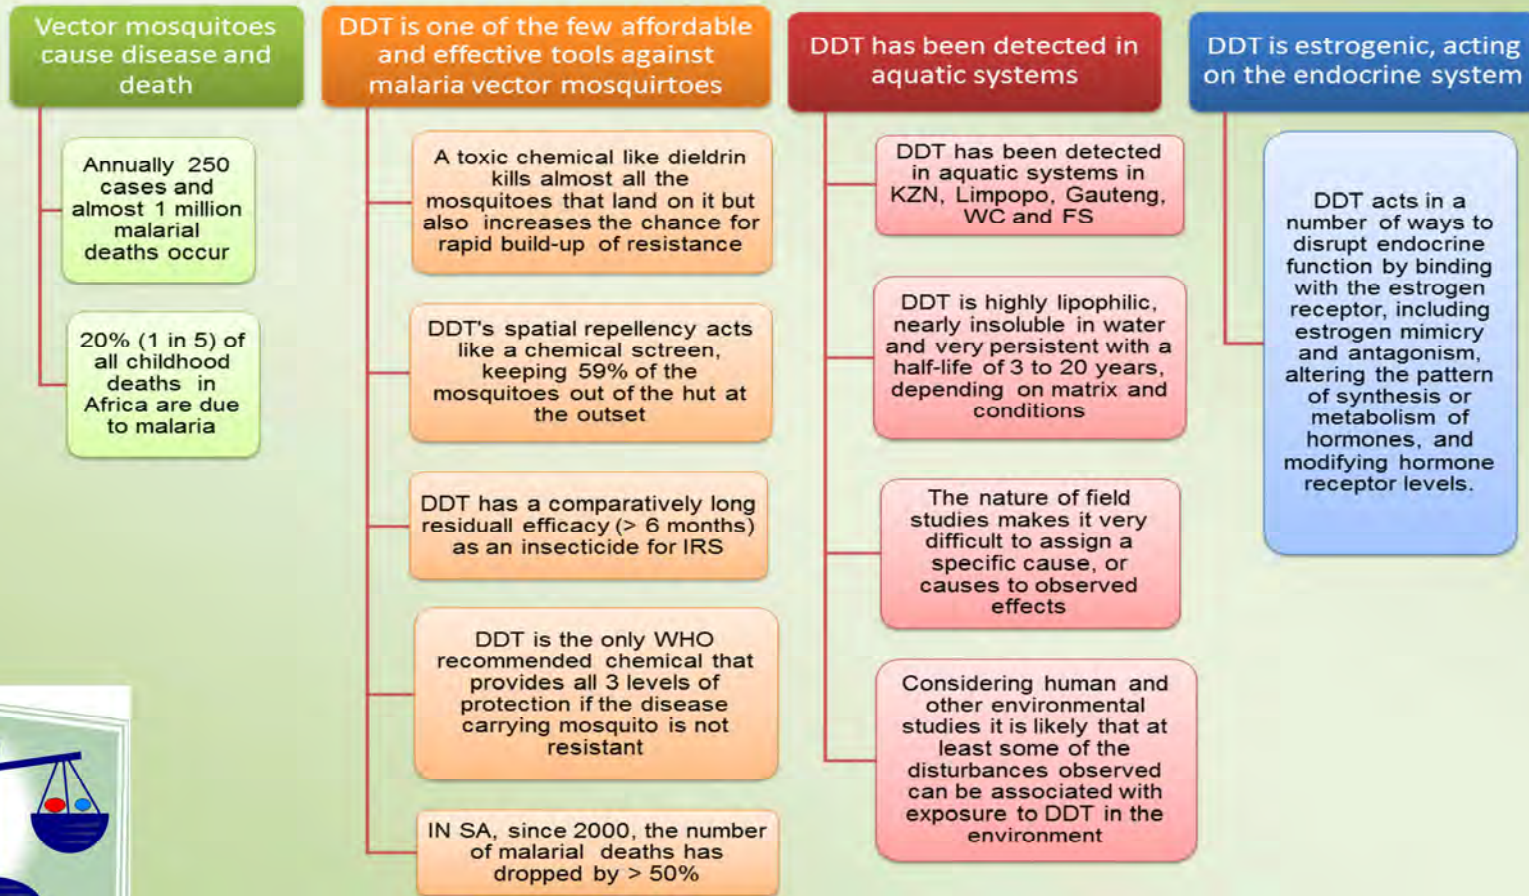 Vector mosquitoes
cause disease and
death
Annually 250
cases and
almost 1 million
malarial
deaths occur
20% (1 in 5) of
all childhood
deaths in
Africa are due
to malaria
DDT is one of the few affordable
and effective tools against
malaria vector mosquirtoes
A toxic chemical like dieldrin
kills almost all the
mosquitoes that land on it but
also increases the chance for
rapid build-up of resistance
DDT's spatial repellency acts
like a chemical sctreen,
keeping 59% of the
mosquitoes out of the hut at
the outset
DDT has a comparatively long
residuall efficacy (> 6 months)
as an insecticide for IRS
DDT is the only WHO
recommended chemical that
provides all 3 levels of
protection if the disease
carrying mosquito is not
resistant
IN SA, since 2000, the number
of malarial deaths has
dropped by > 50%
DDT has been detected in
aquatic systems
DDT has been detected
in aquatic systems in
KZN, Limpopo, Gauteng,
WC and FS
DDT is highly lipophilic,
nearly insoluble in water
and very persistent with a
half-life of 3 to 20 years,
depending on matrix and
conditions
The nature of field
studies makes it very
difficult to assign a
specific cause, or
causes to observed
effects
Considering human and
other environmental
studies it is likely that at
least some of the
disturbances observed
can be associated with
exposure to DDT in the
environment
DDT is estrogenic, acting
on the endocrine system
DDT acts in a
number of ways to
disrupt endocrine
function by binding
with the estrogen
receptor, including
estrogen mimicry
and antagonism,
altering the pattern
of synthesis or
metabolism of
hormones, and
modifying hormone
receptor levels.